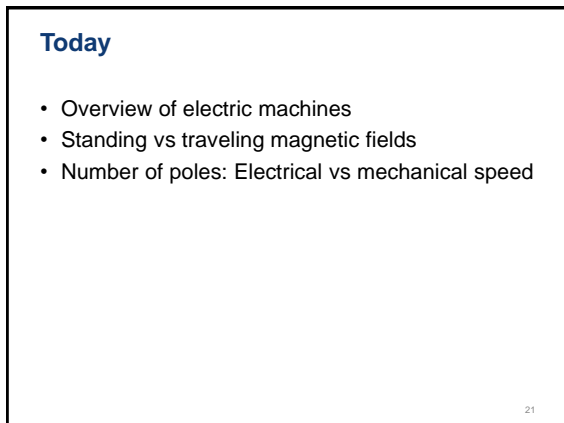 Today
• Overview of electric machines
• Standing vs traveling magnetic fields
• Number of poles: Electrical vs mechanical speed
21